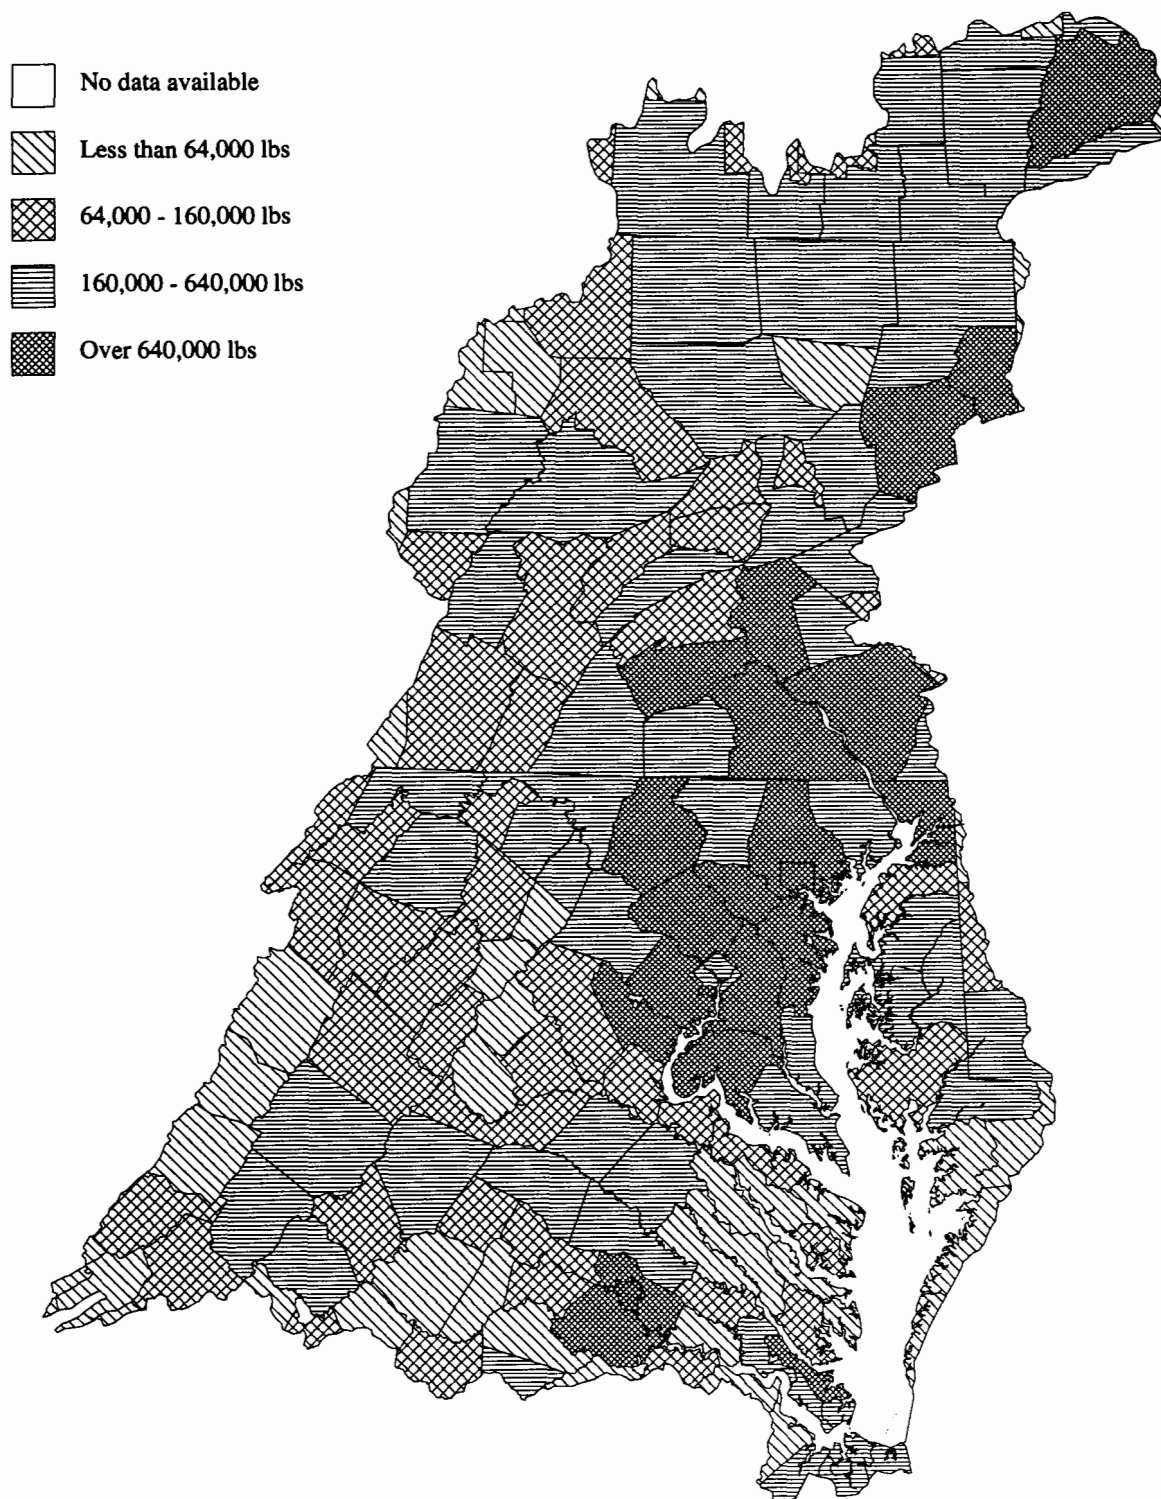 No data available
Less than 64,000 lbs
64,000 - 160,000 lbs
160,000 - 640,000 lbs
Over 640,000 lbs